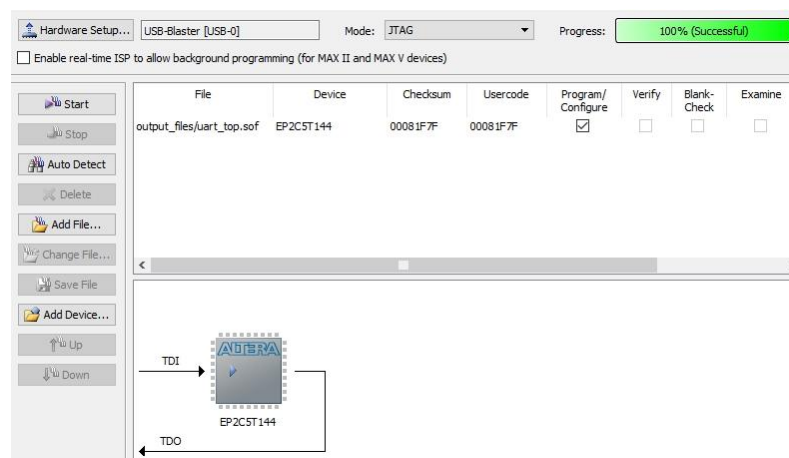 Hardware Setup... USB-Blaster [USB-0] Mode: JTAG Progress: 100% (Successful)
Enable real-time ISP to allow background programming (for MAX II and MAX V devices)
Start
Stop
Auto Detect
Delete
Add File...
Change File...
Save File
Add Device...
Up
Down
File Device Checksum Usercode Program/ Configure Verify Blank- Check Examine
output_files/uart_top.sof EP2C5T144 00081F7F 00081F7F
TDI
ALTERA
EP2C5T144
TDO